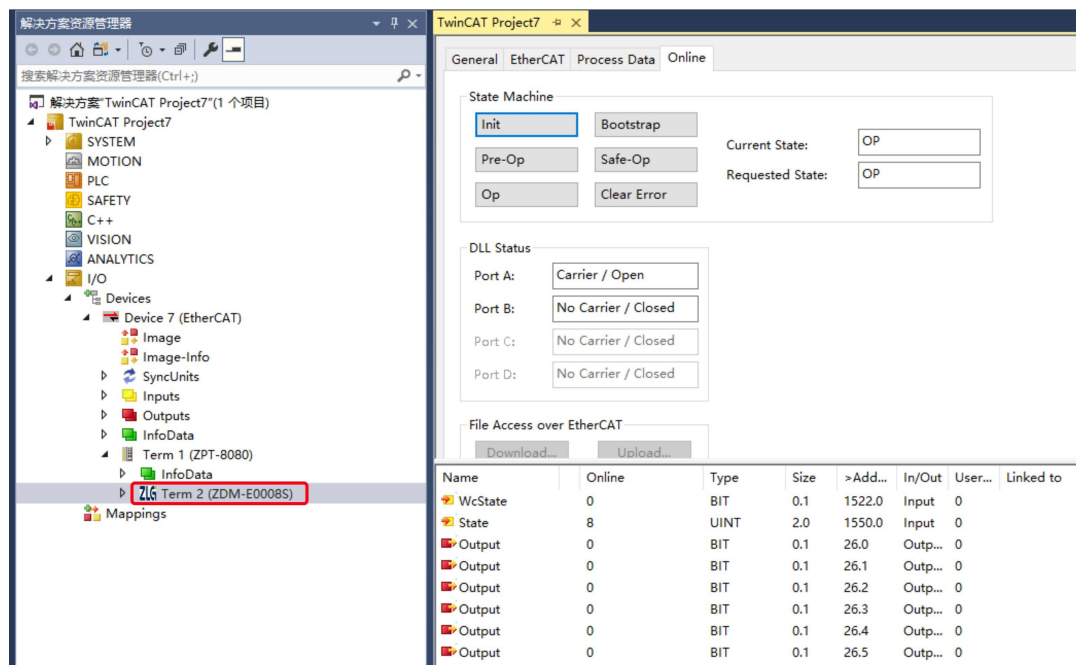 解决方案资源管理器
搜索解决方案资源管理器(Ctrl+;)
解决方案"TwinCAT Project7"(1 个项目)
TwinCAT Project7
SYSTEM
MOTION
PLC
SAFETY
C++
VISION
ANALYTICS
I/O
Devices
Device 7 (EtherCAT)
Image
Image-Info
SyncUnits
Inputs
Outputs
InfoData
Term 1 (ZPT-8080)
InfoData
ZLG Term 2 (ZDM-E0008S)
Mappings
TwinCAT Project7
General EtherCAT Process Data Online
State Machine
Init Bootstrap
Pre-Op Safe-Op
Op Clear Error
Current State: OP
Requested State: OP
DLL Status
Port A: Carrier / Open
Port B: No Carrier / Closed
Port C: No Carrier / Closed
Port D: No Carrier / Closed
File Access over EtherCAT
Download... Upload...
Name Online Type Size >Add... In/Out User... Linked to
WcState 0 BIT 0.1 1522.0 Input 0
State 8 UINT 2.0 1550.0 Input 0
Output 0 BIT 0.1 26.0 Outp... 0
Output 0 BIT 0.1 26.1 Outp... 0
Output 0 BIT 0.1 26.2 Outp... 0
Output 0 BIT 0.1 26.3 Outp... 0
Output 0 BIT 0.1 26.4 Outp... 0
Output 0 BIT 0.1 26.5 Outp... 0